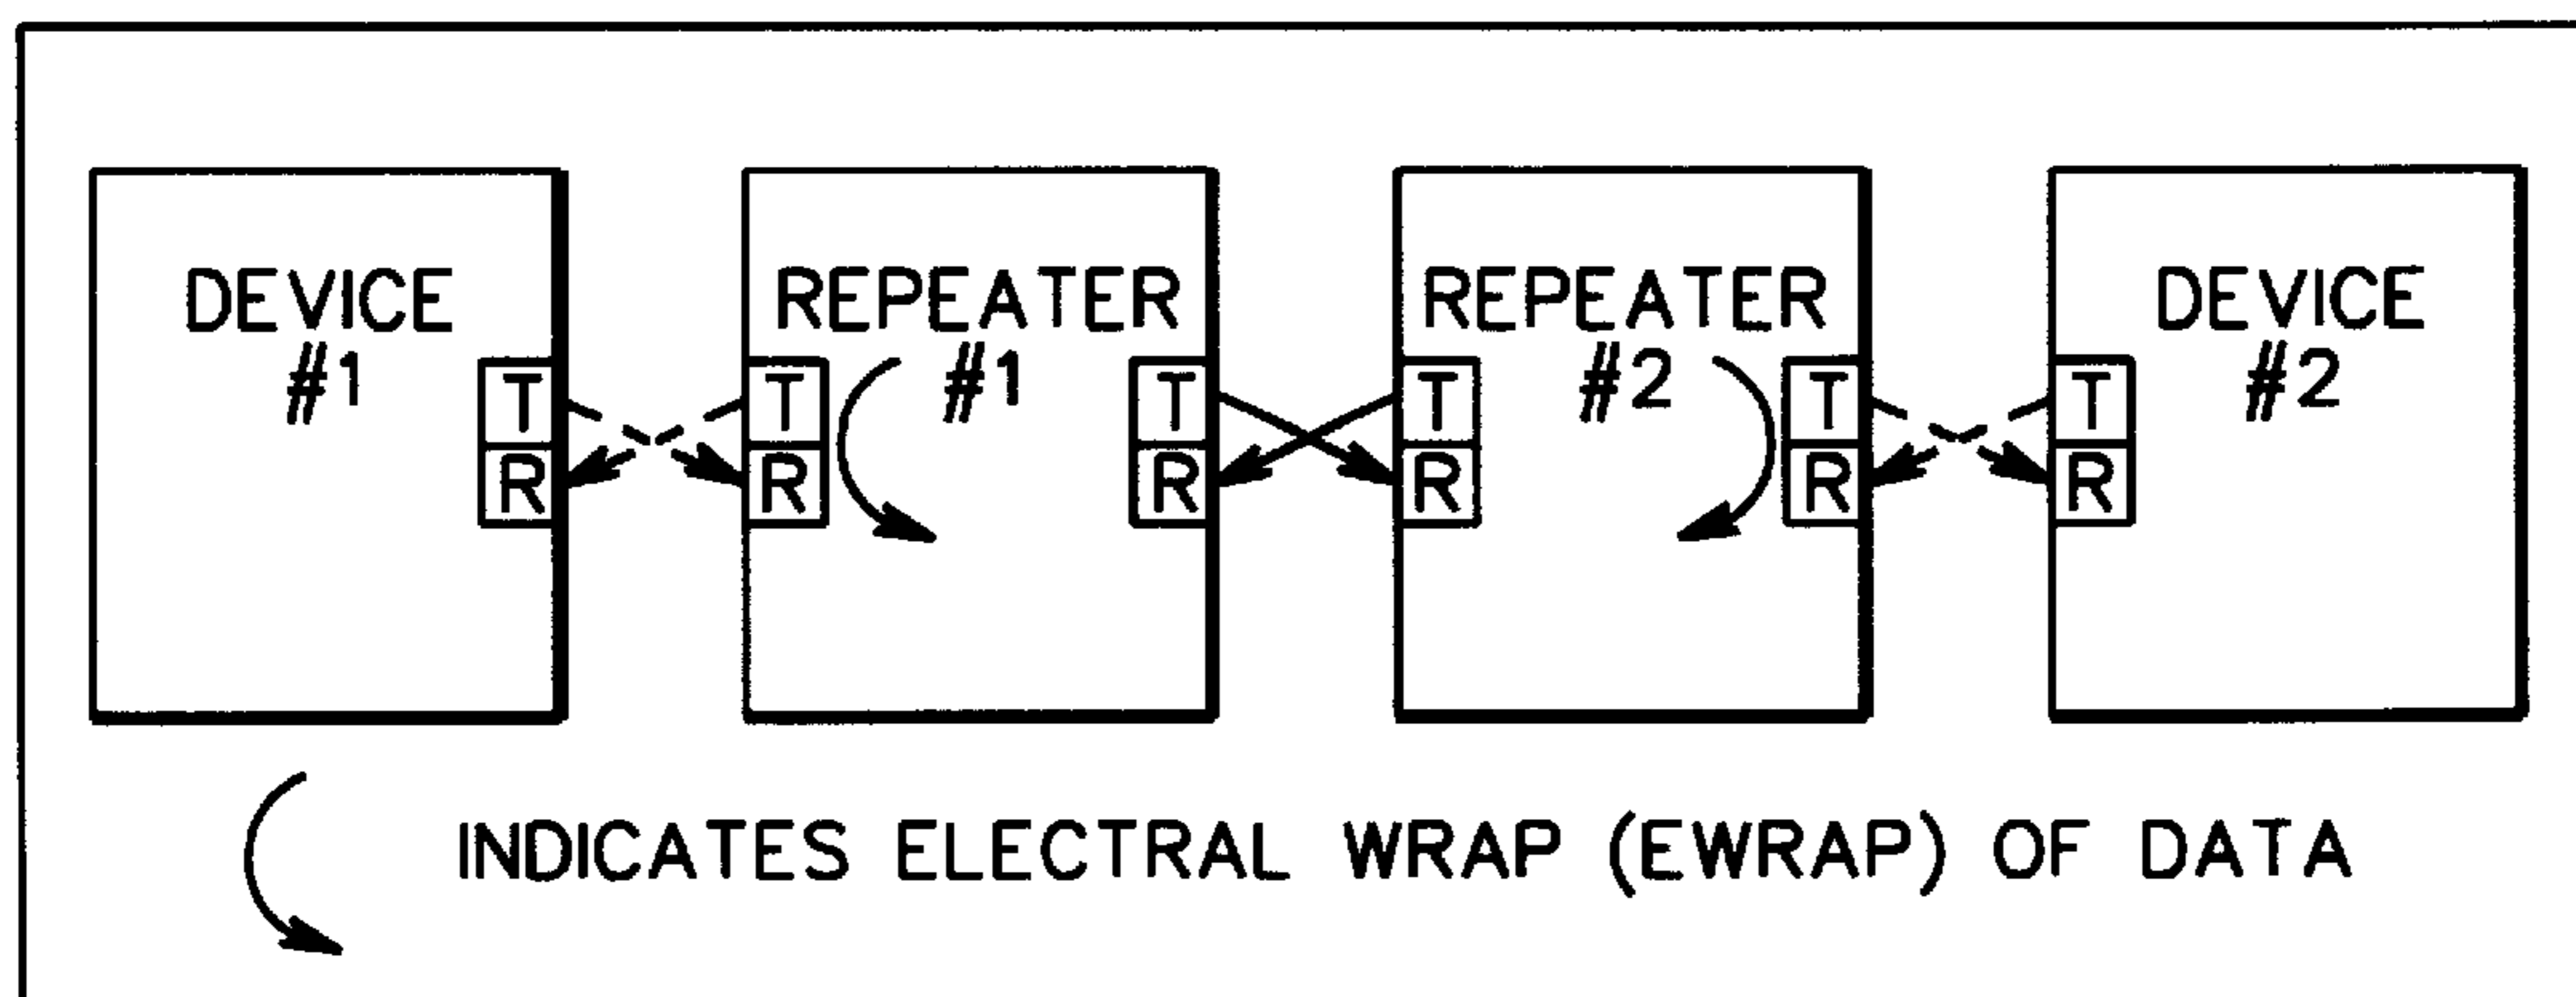 DEVICE #1
REPEATER #1
REPEATER #2
DEVICE #2
T T T T T T
R R R R R R
INDICATES ELECTRAL WRAP (EWRAP) OF DATA